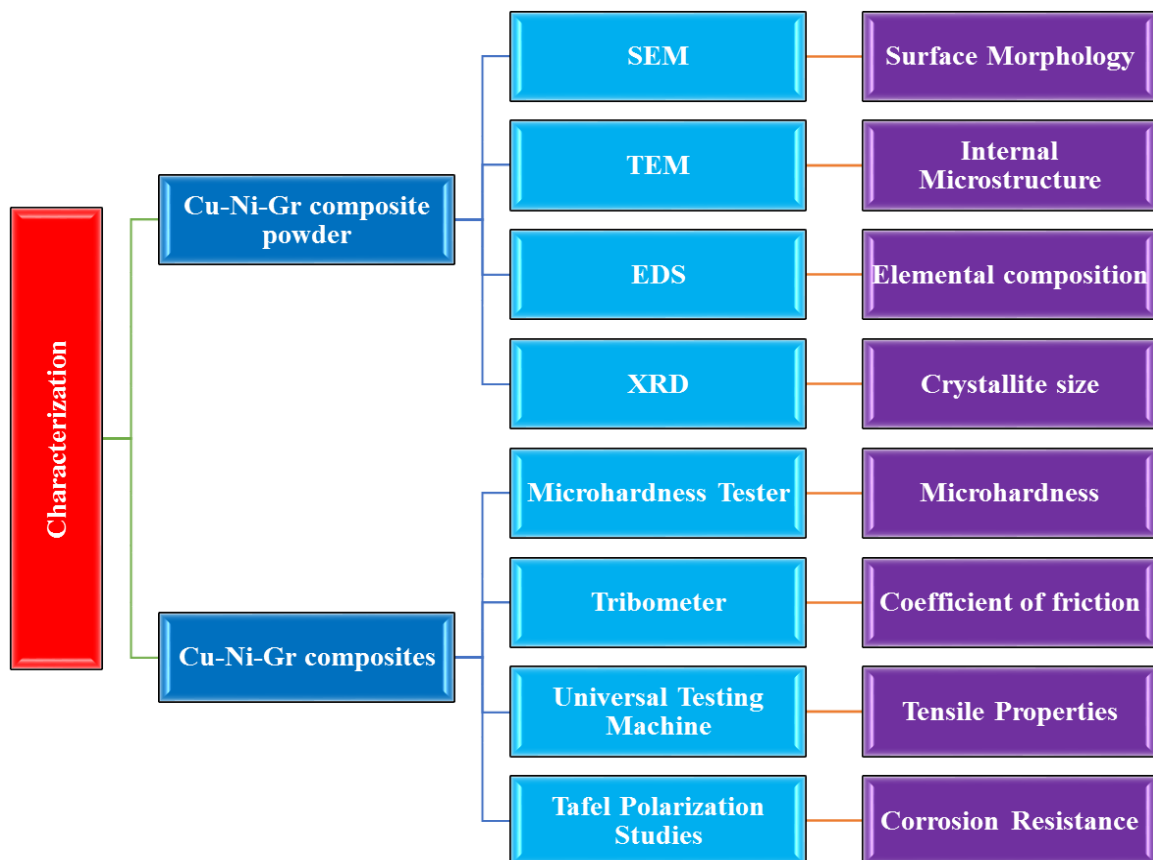 Characterization
Cu-Ni-Gr composite
powder
SEM
Surface Morphology
TEM
Internal
Microstructure
EDS
Elemental composition
XRD
Crystallite size
Cu-Ni-Gr composites
Microhardness Tester
Microhardness
Tribometer
Coefficient of friction
Universal Testing
Machine
Tensile Properties
Tafel Polarization
Studies
Corrosion Resistance